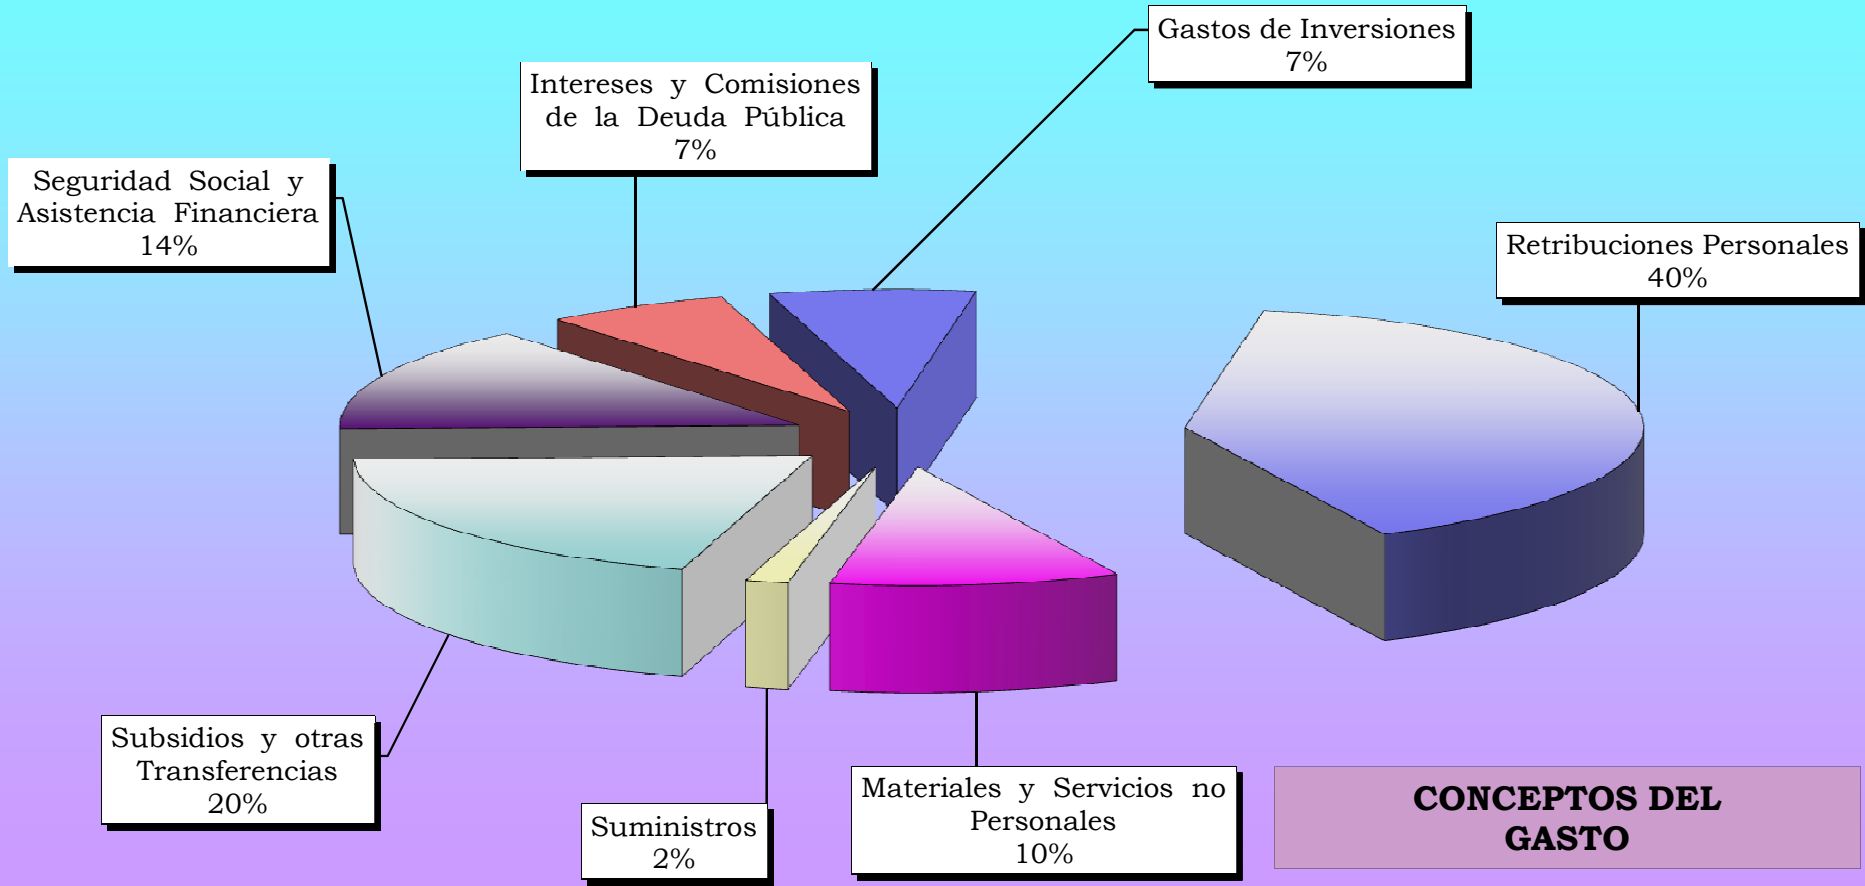 Gastos de Inversiones
7%
Intereses y Comisiones
de la Deuda Pública
7%
Seguridad Social y
Asistencia Financiera
14%
Retribuciones Personales
40%
Subsidios y otras
Transferencias
20%
Suministros
2%
Materiales y Servicios no
Personales
10%
CONCEPTOS DEL
GASTO